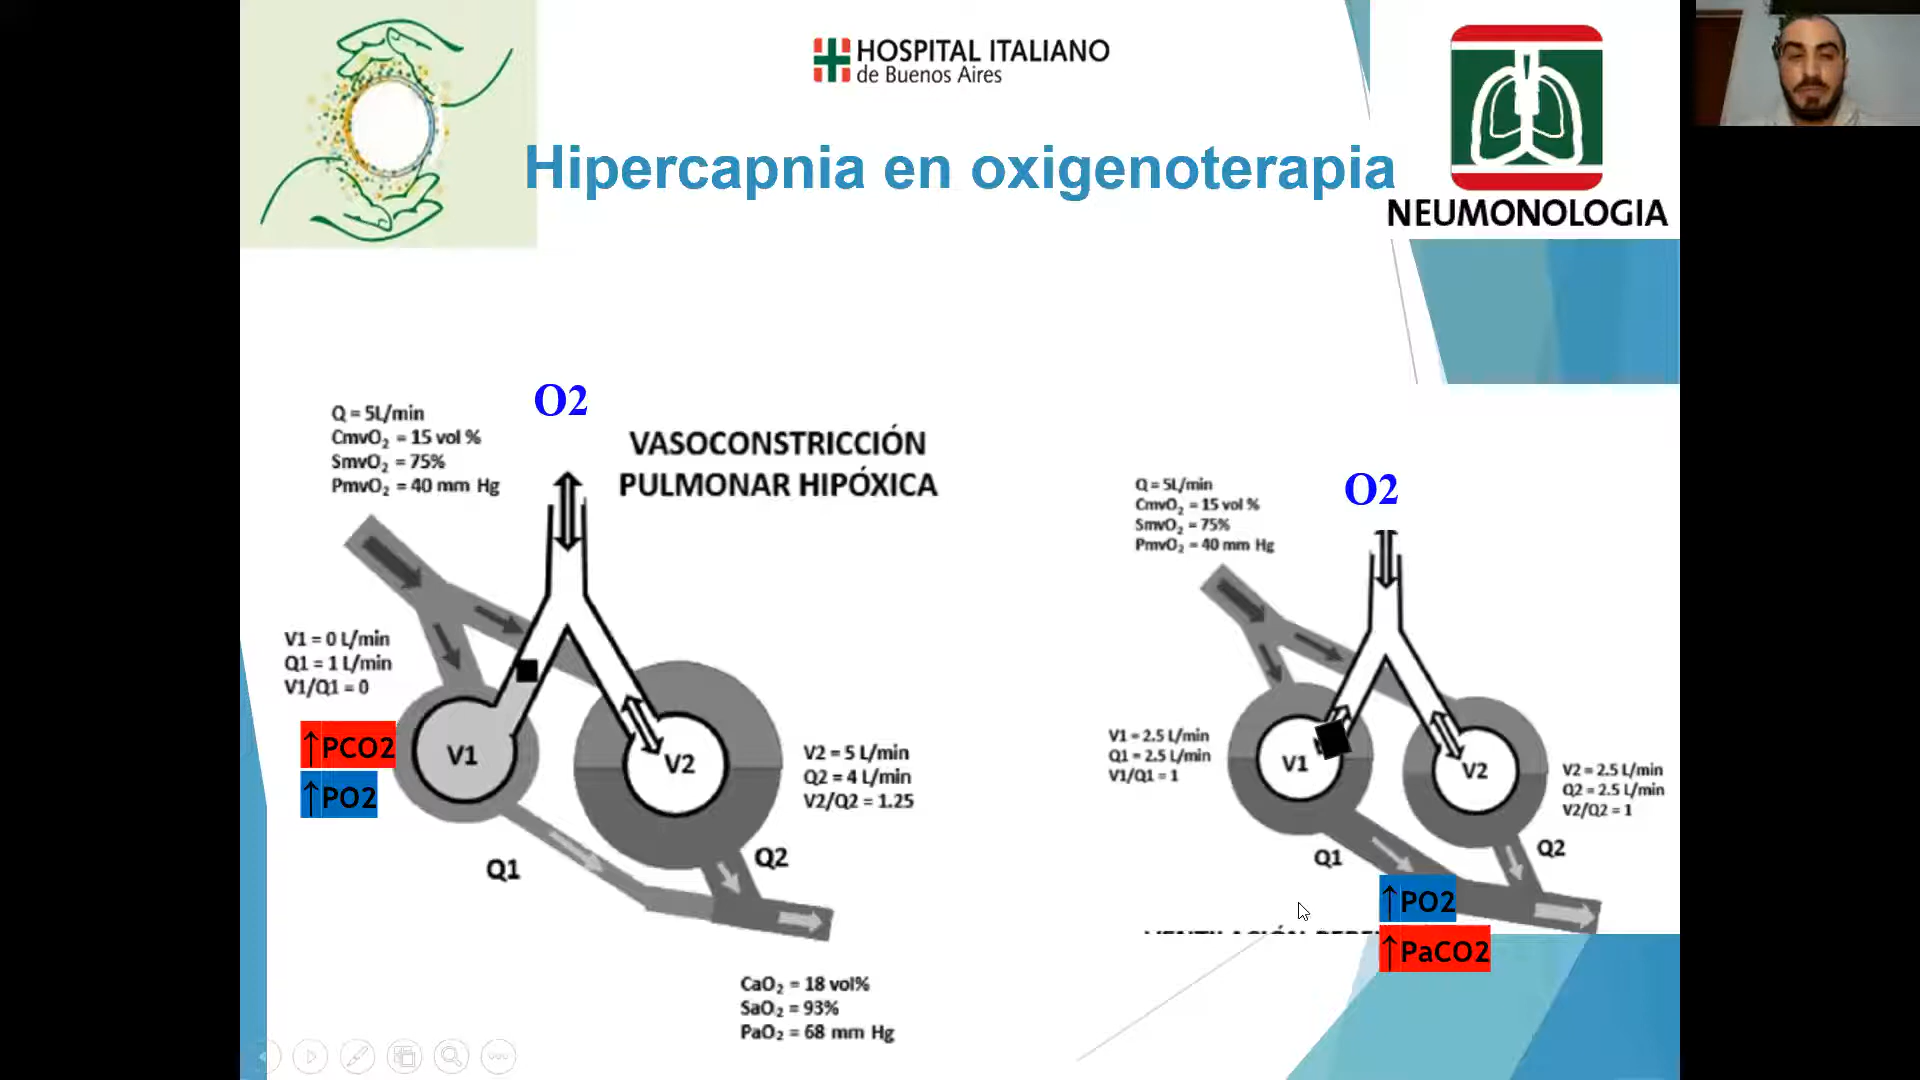 HOSPITAL ITALIANO
de Buenos Aires
Hipercapnia en oxigenoterapia
NEUMONOLOGIA
O2
Q = 5L/min
CmvO₂ = 15 vol %
SmvO₂ = 75%
PmvO₂ = 40 mm Hg
VASOCONSTRICCIÓN
PULMONAR HIPÓXICA
V1 = 0 L/min
Q1 = 1 L/min
V1/Q1 = 0
↑PCO2
↑PO2
V1
V2
V2 = 5 L/min
Q2 = 4 L/min
V2/Q2 = 1.25
Q1
Q2
CaO₂ = 18 vol%
SaO₂ = 93%
PaO₂ = 68 mm Hg
O2
Q = 5L/min
CmvO₂ = 15 vol %
SmvO₂ = 75%
PmvO₂ = 40 mm Hg
V1 = 2.5 L/min
Q1 = 2.5 L/min
V1/Q1 = 1
V1
V2
V2 = 2.5 L/min
Q2 = 2.5 L/min
V2/Q2 = 1
Q1
Q2
↑PO2
↑PaCO2